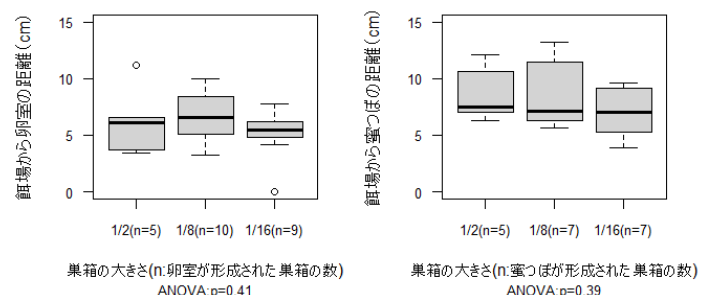 餌場から卵室の距離(cm)
15
10
5
0
1/2(n=5) 1/8(n=10) 1/16(n=9)
巣箱の大きさ(n:卵室が形成された巣箱の数)
ANOVA:p=0.41
餌場から蜜つぼの距離(cm)
15
10
5
0
1/2(n=5) 1/8(n=7) 1/16(n=7)
巣箱の大きさ(n:蜜つぼが形成された巣箱の数)
ANOVA:p=0.39